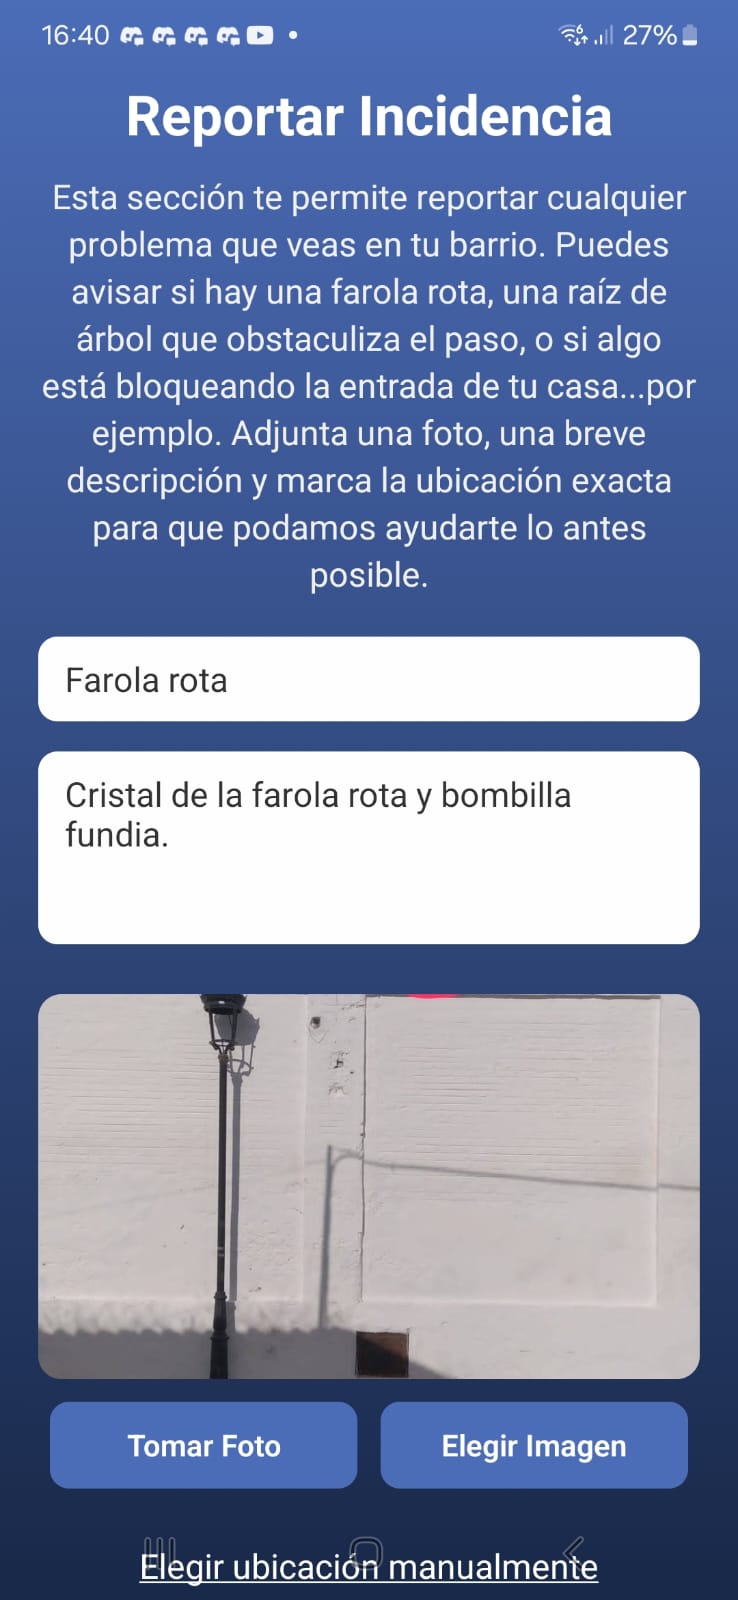 16:40
27%
Reportar Incidencia
Esta sección te permite reportar cualquier
problema que veas en tu barrio. Puedes
avisar si hay una farola rota, una raíz de
árbol que obstaculiza el paso, o si algo
está bloqueando la entrada de tu casa...por
ejemplo. Adjunta una foto, una breve
descripción y marca la ubicación exacta
para que podamos ayudarte lo antes
posible.
Farola rota
Cristal de la farola rota y bombilla
fundia.
Tomar Foto
Elegir Imagen
Elegir ubicación manualmente